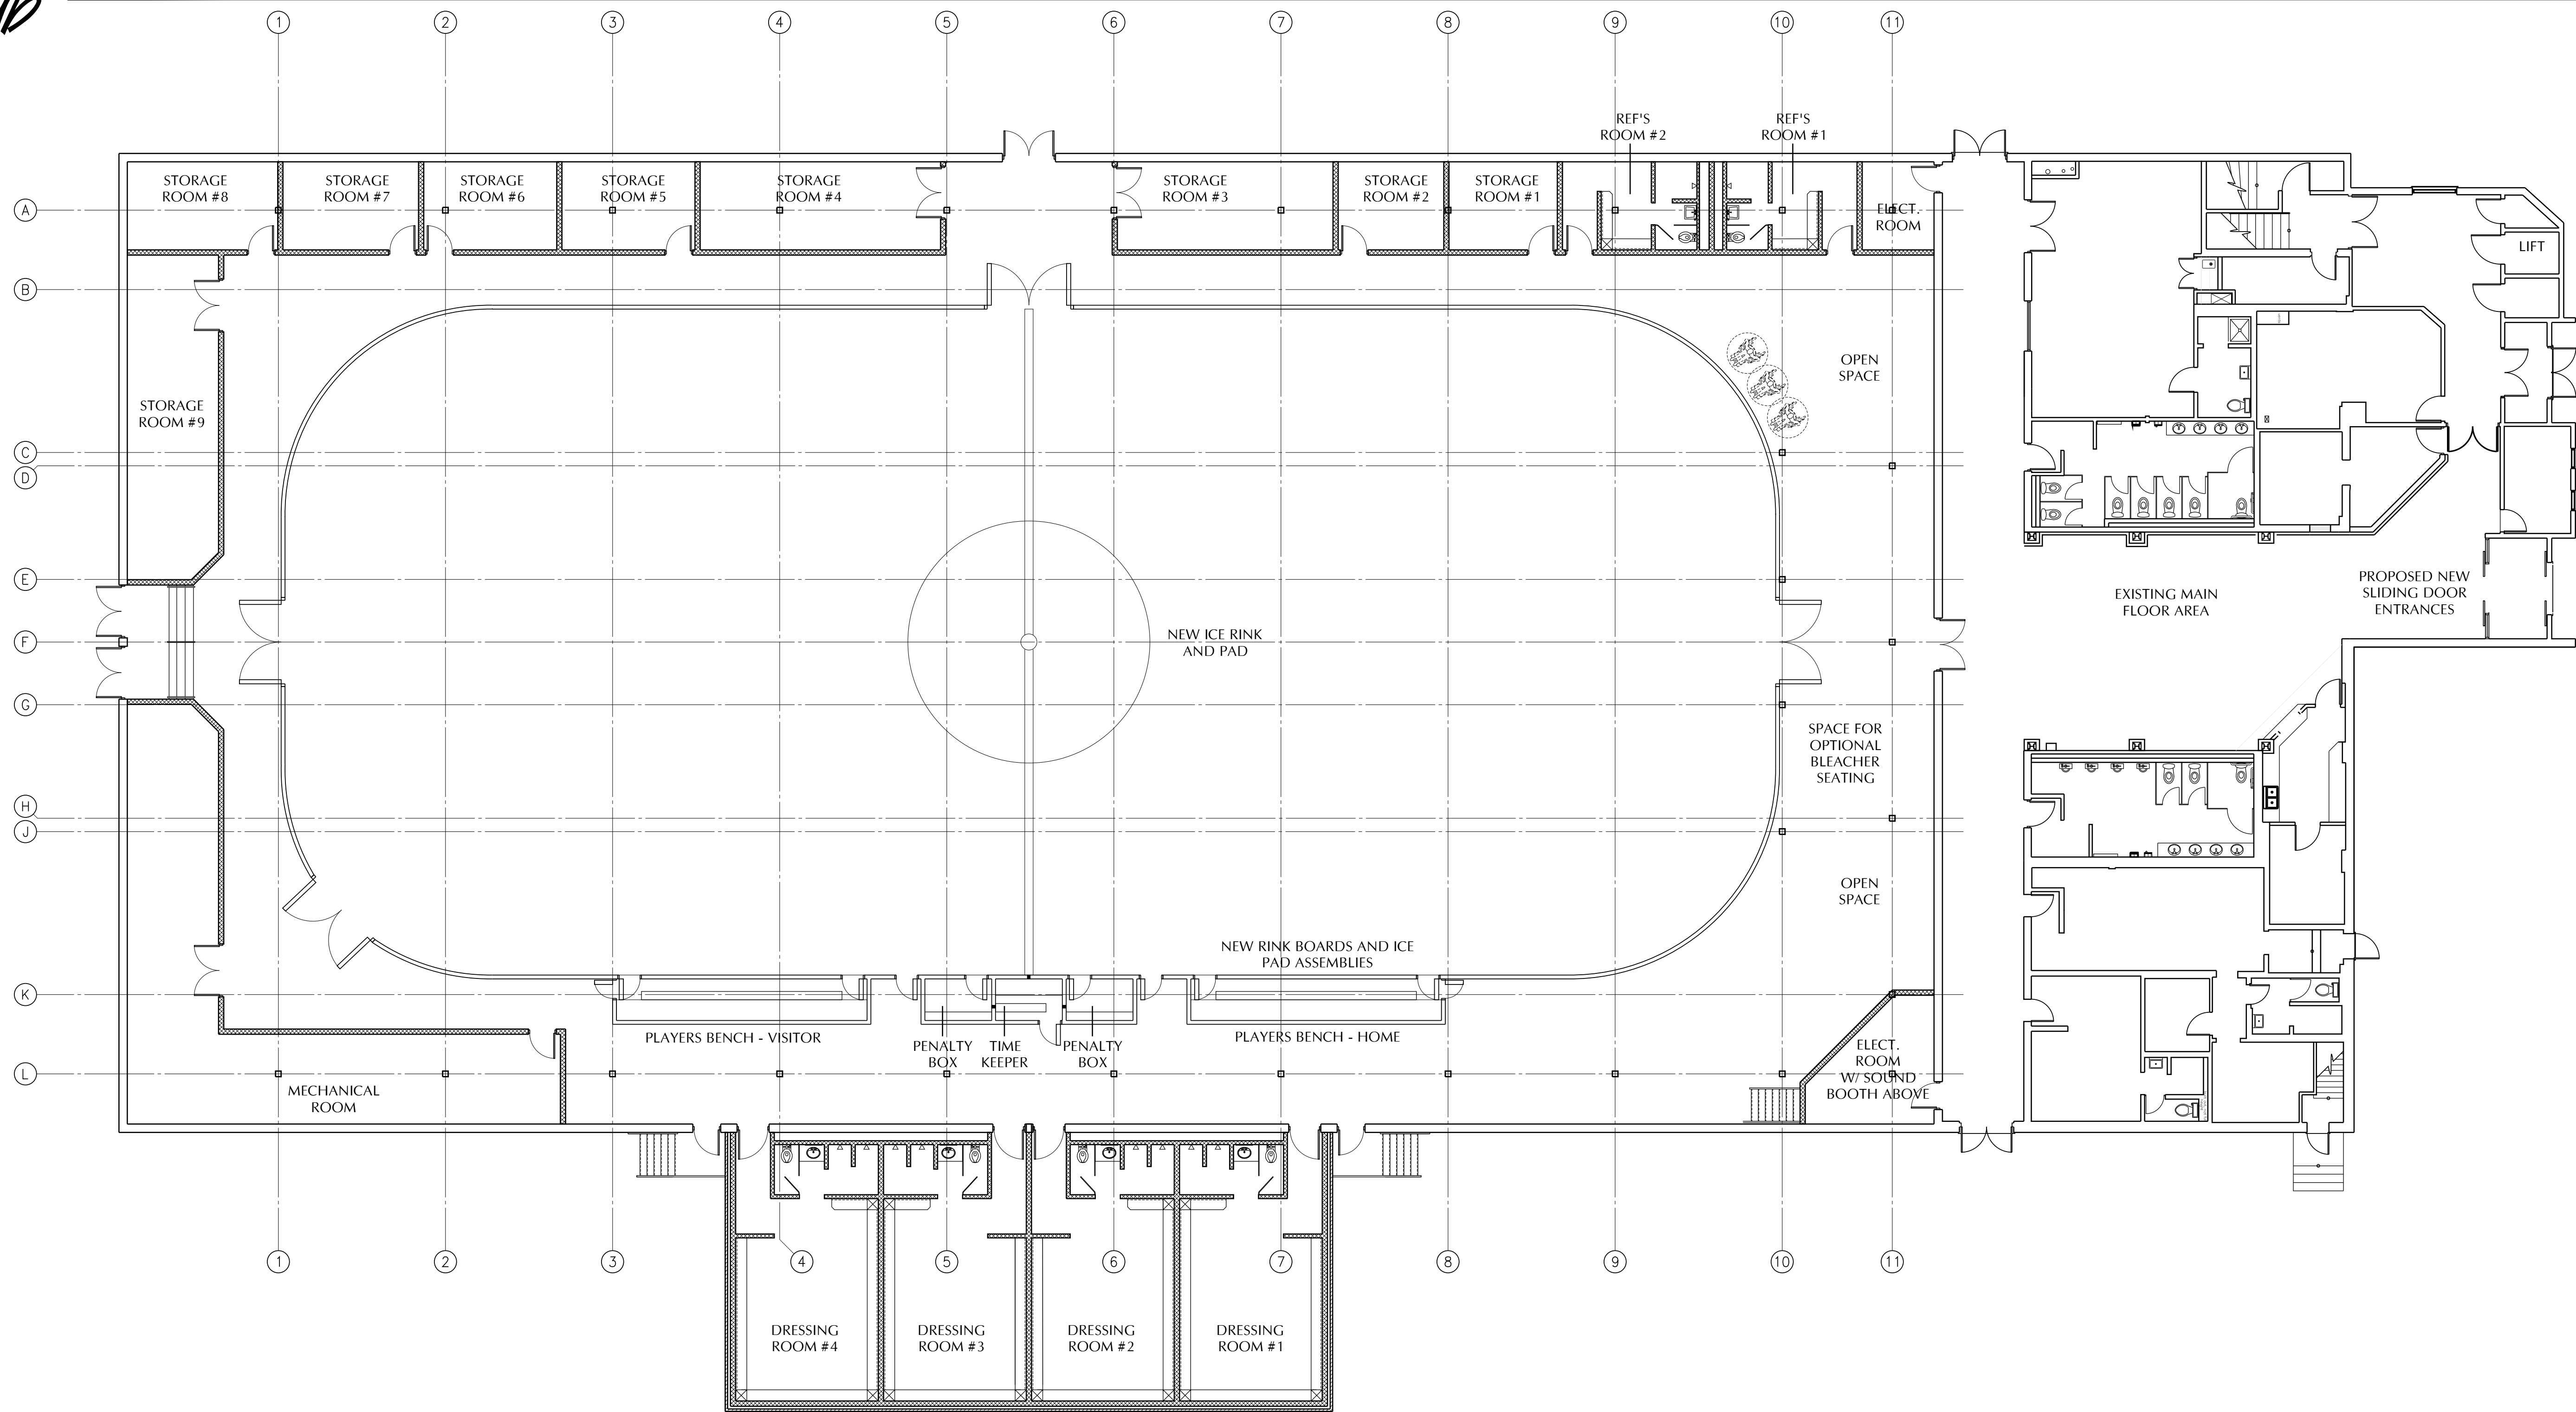 1 2 3 4 5 6 7 8 9 10 11
REF'S
ROOM #2
REF'S
ROOM #1
STORAGE
ROOM #8
STORAGE
ROOM #7
STORAGE
ROOM #6
STORAGE
ROOM #5
STORAGE
ROOM #4
STORAGE
ROOM #3
STORAGE
ROOM #2
STORAGE
ROOM #1
ELECT.
ROOM
LIFT
A
B
C
D
E
F
G
H
J
K
L
OPEN
SPACE
STORAGE
ROOM #9
NEW ICE RINK
AND PAD
EXISTING MAIN
FLOOR AREA
PROPOSED NEW
SLIDING DOOR
ENTRANCES
SPACE FOR
OPTIONAL
BLEACHER
SEATING
OPEN
SPACE
NEW RINK BOARDS AND ICE
PAD ASSEMBLIES
PLAYERS BENCH - VISITOR
PENALTY
BOX
TIME
KEEPER
PENALTY
BOX
PLAYERS BENCH - HOME
ELECT.
ROOM
W/ SOUND
BOOTH ABOVE
MECHANICAL
ROOM
1 2 3 4 5 6 7 8 9 10 11
DRESSING
ROOM #4
DRESSING
ROOM #3
DRESSING
ROOM #2
DRESSING
ROOM #1